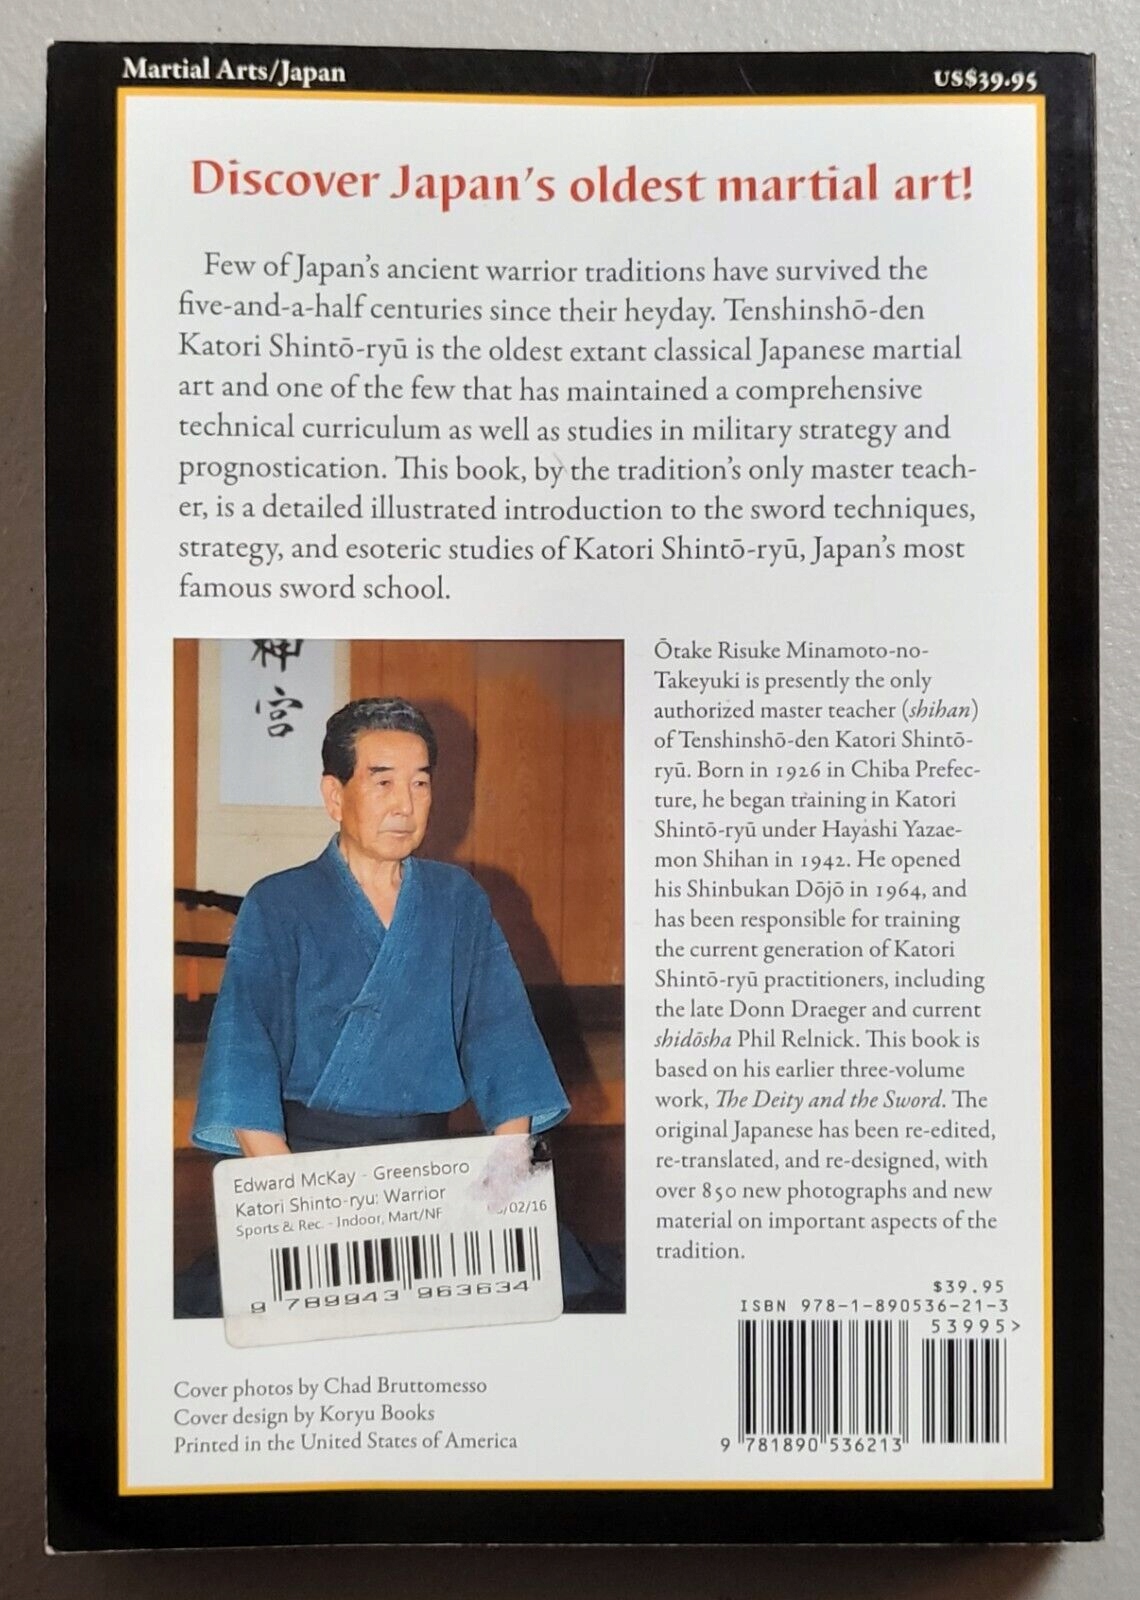 Martial Arts/Japan
US$39.95
Discover Japan's oldest martial art!
Few of Japan's ancient warrior traditions have survived the
five-and-a-half centuries since their heyday. Tenshinshō-den
Katori Shintō-ryū is the oldest extant classical Japanese martial
art and one of the few that has maintained a comprehensive
technical curriculum as well as studies in military strategy and
prognostication. This book, by the tradition's only master teach-
er, is a detailed illustrated introduction to the sword techniques,
strategy, and esoteric studies of Katori Shintō-ryū, Japan's most
famous sword school.
神
宮
Ōtake Risuke Minamoto-no-
Takeyuki is presently the only
authorized master teacher (shihan)
of Tenshinshō-den Katori Shintō-
ryū. Born in 1926 in Chiba Prefec-
ture, he began training in Katori
Shintō-ryū under Hayashi Yazae-
mon Shihan in 1942. He opened
his Shinbukan Dōjō in 1964, and
has been responsible for training
the current generation of Katori
Shintō-ryū practitioners, including
the late Donn Draeger and current
shidōsha Phil Relnick. This book is
based on his earlier three-volume
work, The Deity and the Sword. The
original Japanese has been re-edited,
re-translated, and re-designed, with
over 850 new photographs and new
material on important aspects of the
tradition.
Edward McKay - Greensboro
Katori Shinto-ryu: Warrior
Sports & Rec. - Indoor, Mart/NF /02/16
9 789943 963634
$39.95
ISBN 978-1-890536-21-3
53995>
9 781890 536213
Cover photos by Chad Bruttomesso
Cover design by Koryu Books
Printed in the United States of America